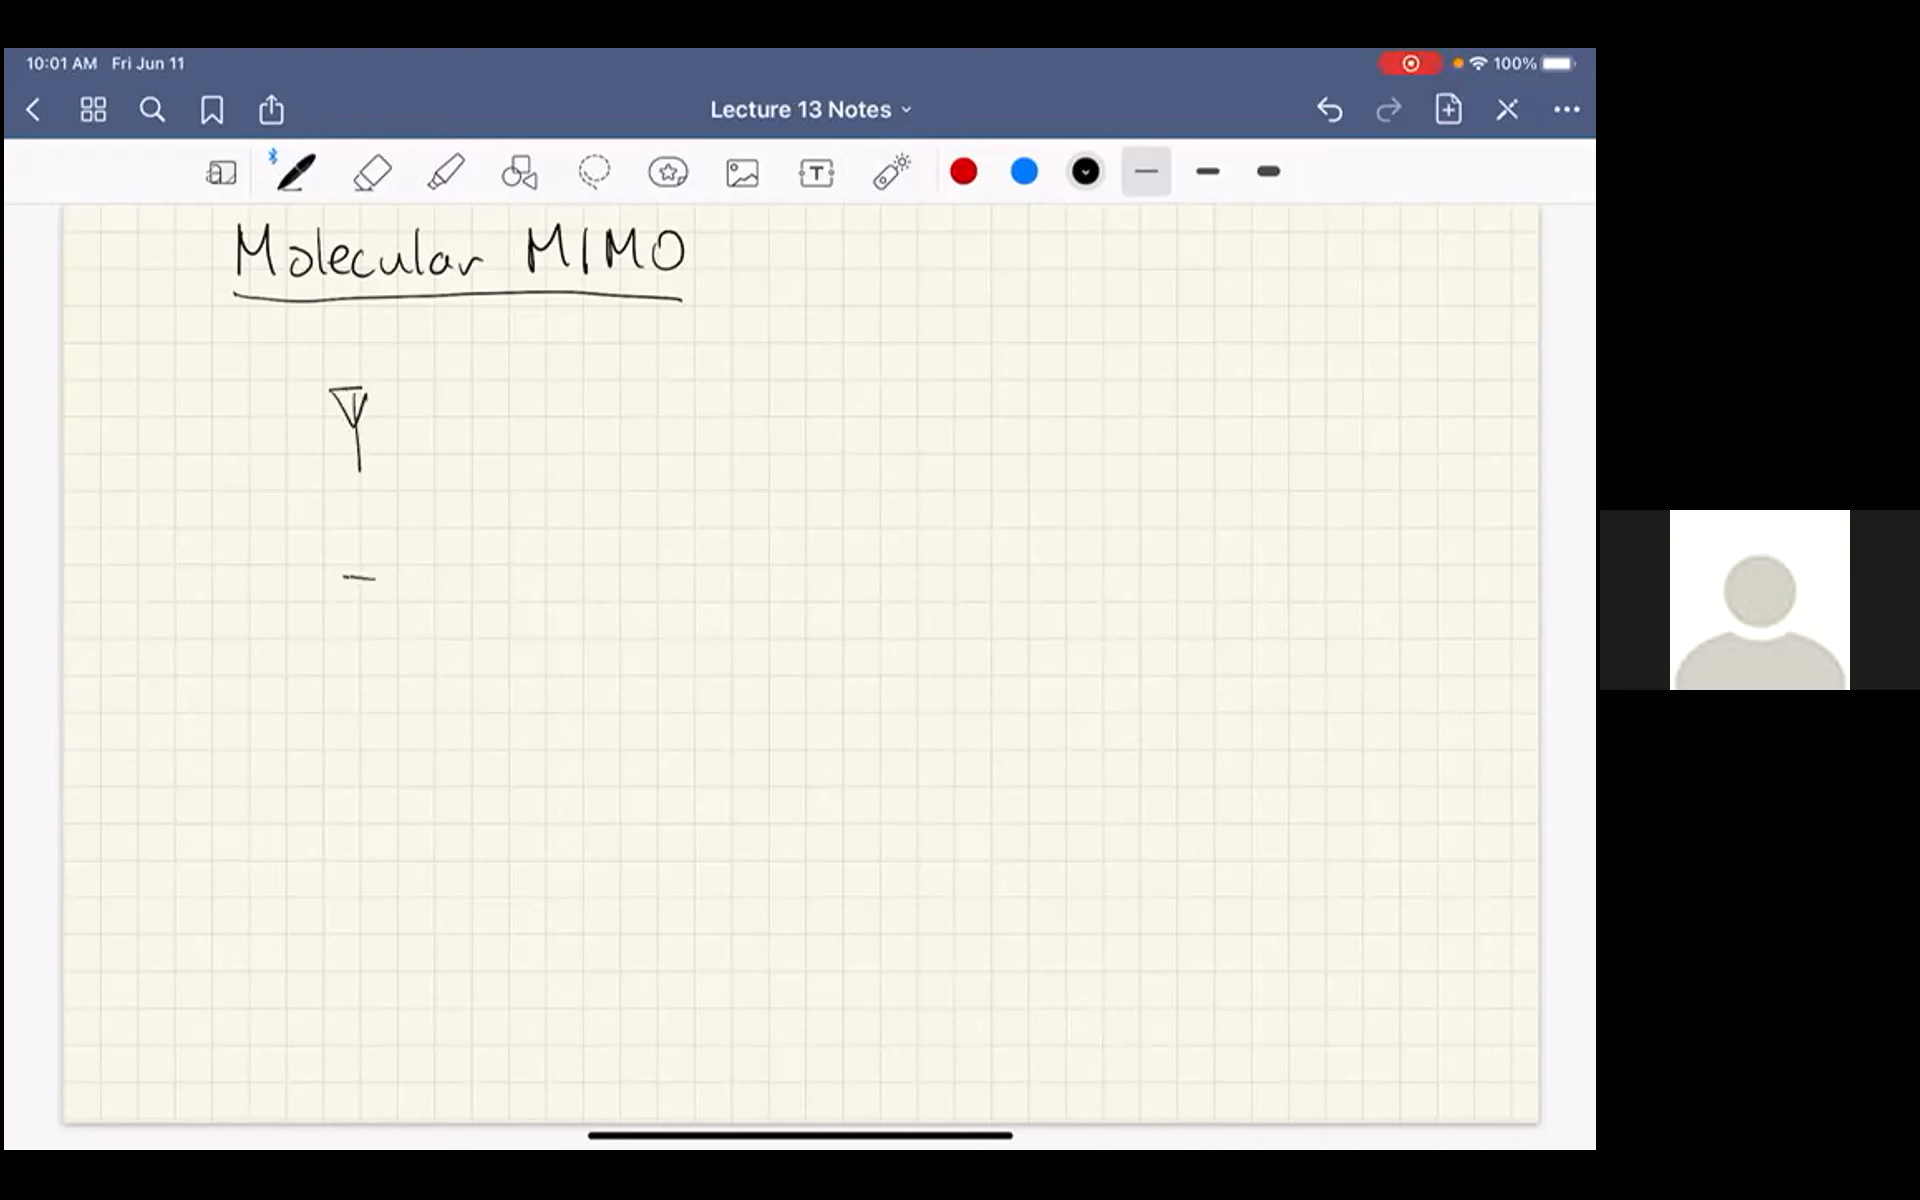 10:01 AM Fri Jun 11
100%
Lecture 13 Notes
a
T
Molecular MIMO